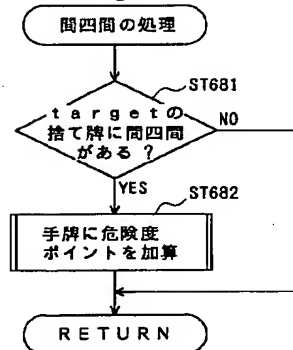 間四間の処理
ST681
targetの
捨て牌に間四間
がある？
NO
YES
ST682
手牌に危険度
ポイントを加算
RETURN